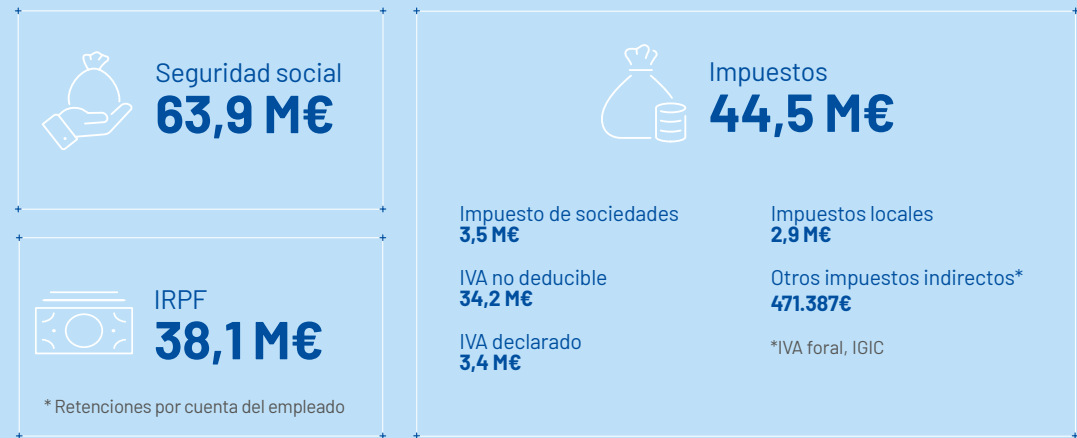 Seguridad social
63,9 M€
IRPF
38,1 M€
* Retenciones por cuenta del empleado
Impuestos
44,5 M€
Impuesto de sociedades
3,5 M€
IVA no deducible
34,2 M€
IVA declarado
3,4 M€
Impuestos locales
2,9 M€
Otros impuestos indirectos*
471.387€
*IVA foral, IGIC